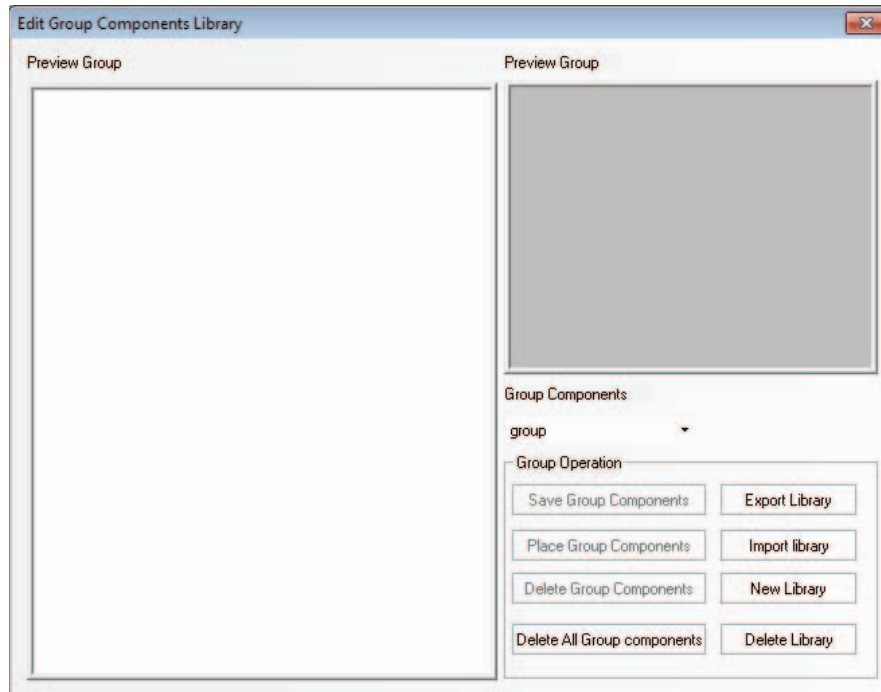 Edit Group Components Library
Preview Group
Preview Group
Group Components
group
Group Operation
Save Group Components
Export Library
Place Group Components
Import library
Delete Group Components
New Library
Delete All Group components
Delete Library